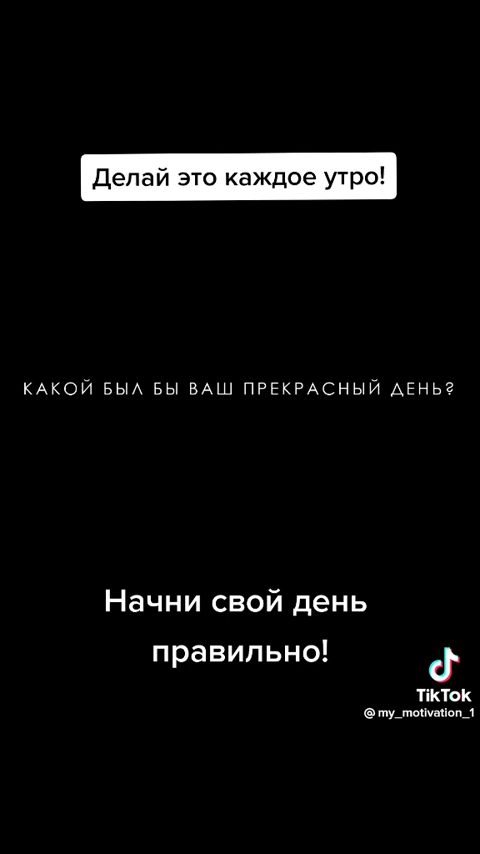 Делай это каждое утро!
КАКОЙ БЫЛ БЫ ВАШ ПРЕКРАСНЫЙ ДЕНЬ?
Начни свой день
правильно!
TikTok
@my_motivation_1